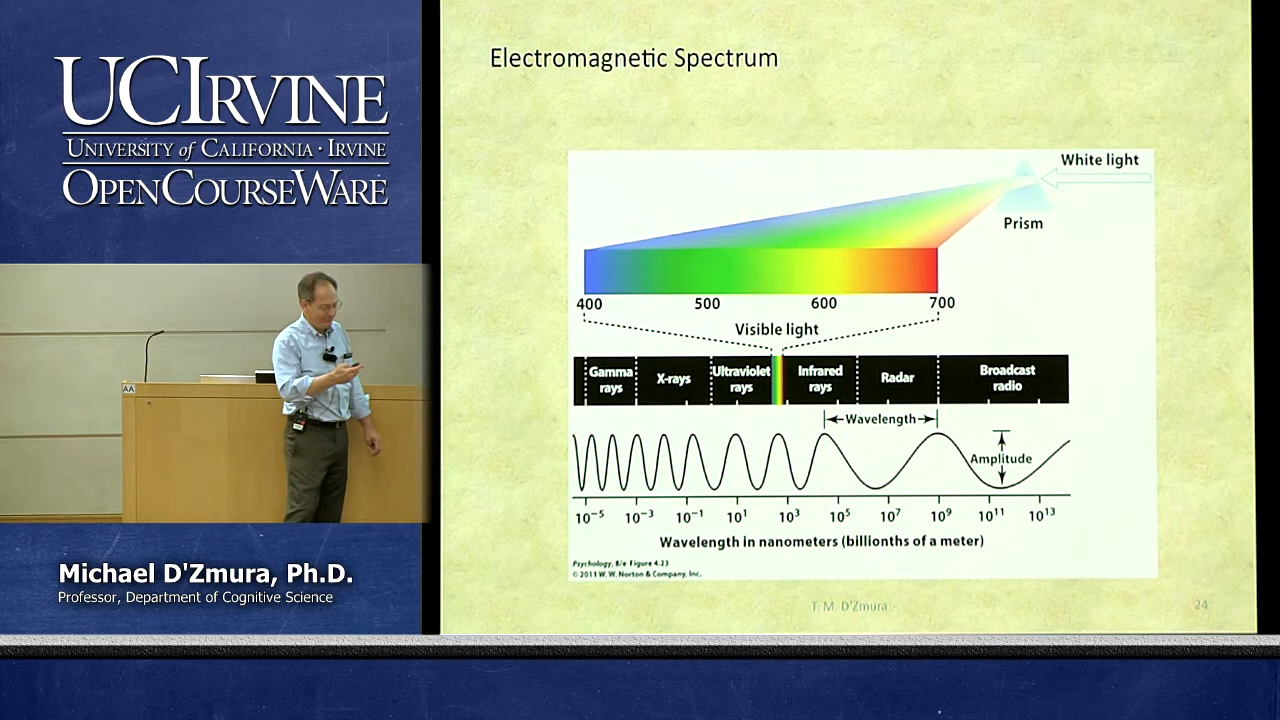 UCIRVINE
UNIVERSITY of CALIFORNIA · IRVINE
OPENCOURSEWARE
AA
Michael D'Zmura, Ph.D.
Professor, Department of Cognitive Science
Electromagnetic Spectrum
White light
Prism
400 500 600 700
Visible light
Gamma rays
X-rays
Ultraviolet rays
Infrared rays
Radar
Broadcast radio
Wavelength
Amplitude
10⁻⁵ 10⁻³ 10⁻¹ 10¹ 10³ 10⁵ 10⁷ 10⁹ 10¹¹ 10¹³
Wavelength in nanometers (billionths of a meter)
Psychology, 8/e Figure 4.23
© 2011 W. W. Norton & Company, Inc.
T. M. D'Zmura
24